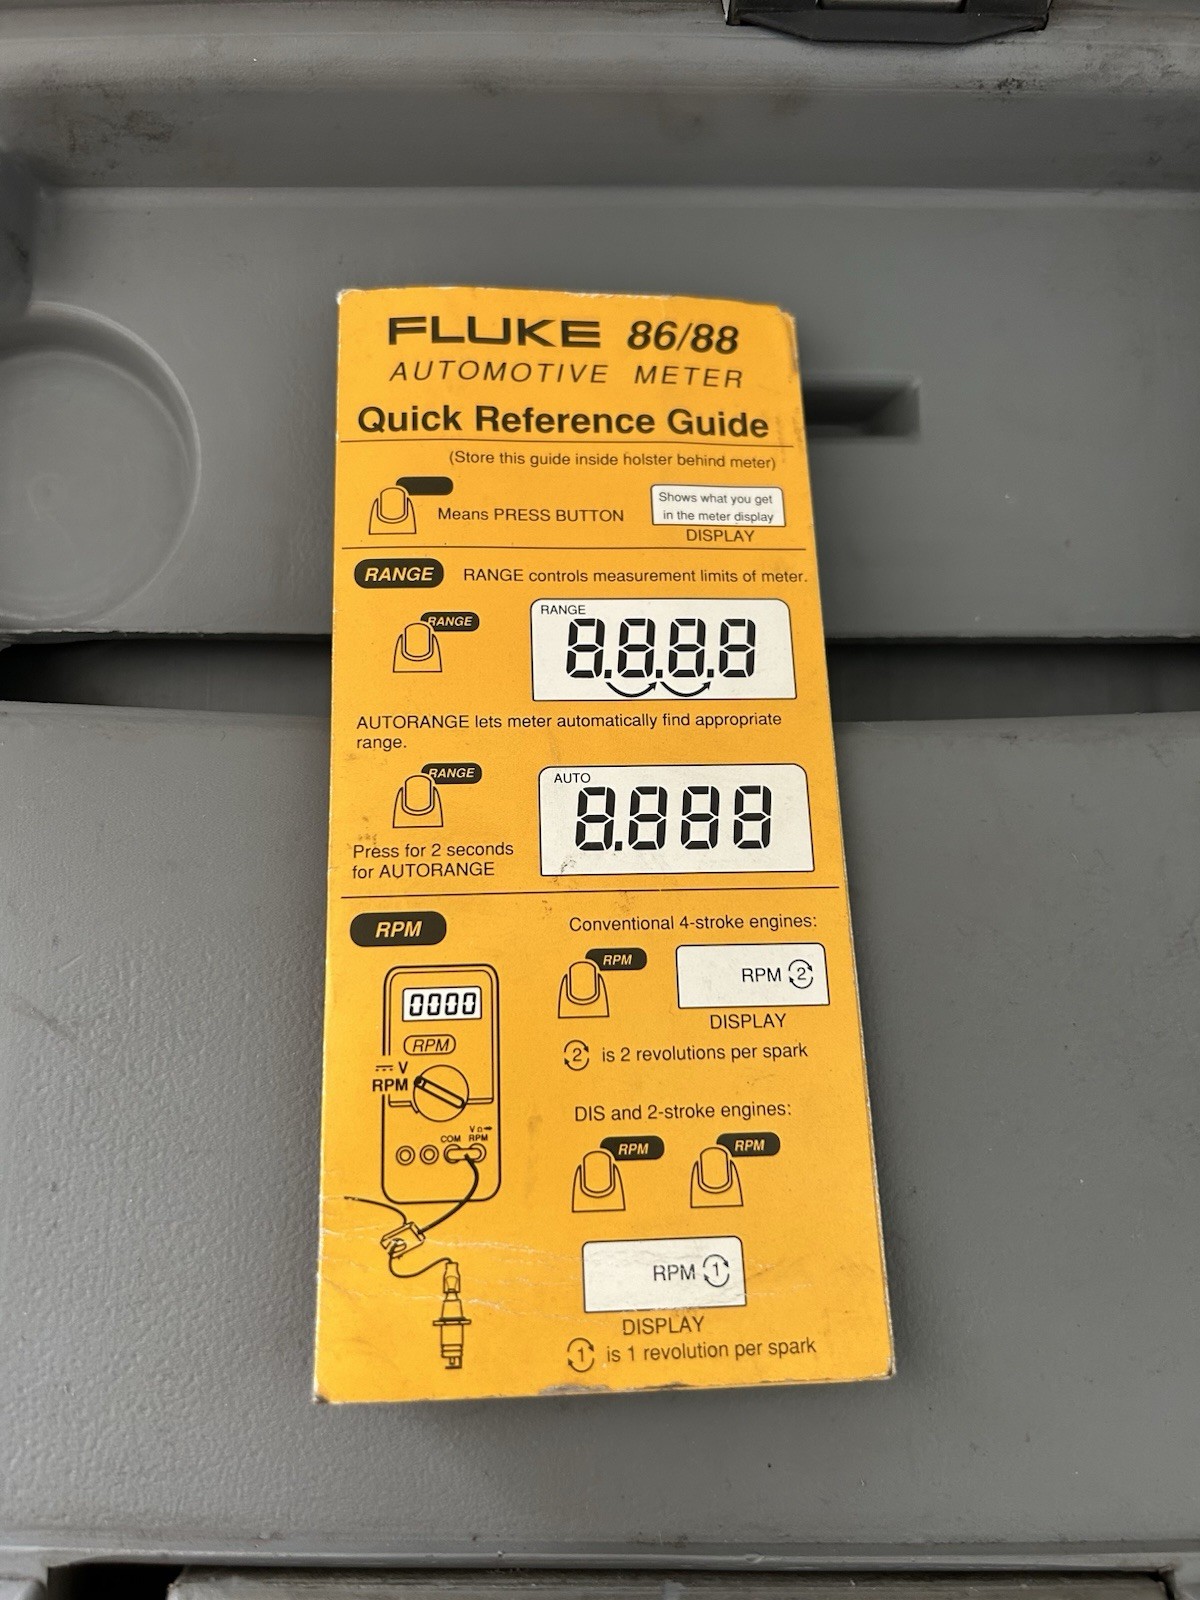 FLUKE 86/88
AUTOMOTIVE METER
Quick Reference Guide
(Store this guide inside holster behind meter)
Means PRESS BUTTON
Shows what you get
in the meter display
DISPLAY
RANGE
RANGE controls measurement limits of meter.
RANGE
RANGE
8.8.8.8
AUTORANGE lets meter automatically find appropriate
range.
RANGE
AUTO
8.888
Press for 2 seconds
for AUTORANGE
RPM
0000
RPM
V
RPM
COM
VΩ
RPM
Conventional 4-stroke engines:
RPM
RPM 2
DISPLAY
2 is 2 revolutions per spark
DIS and 2-stroke engines:
RPM
RPM
RPM 1
DISPLAY
1 is 1 revolution per spark